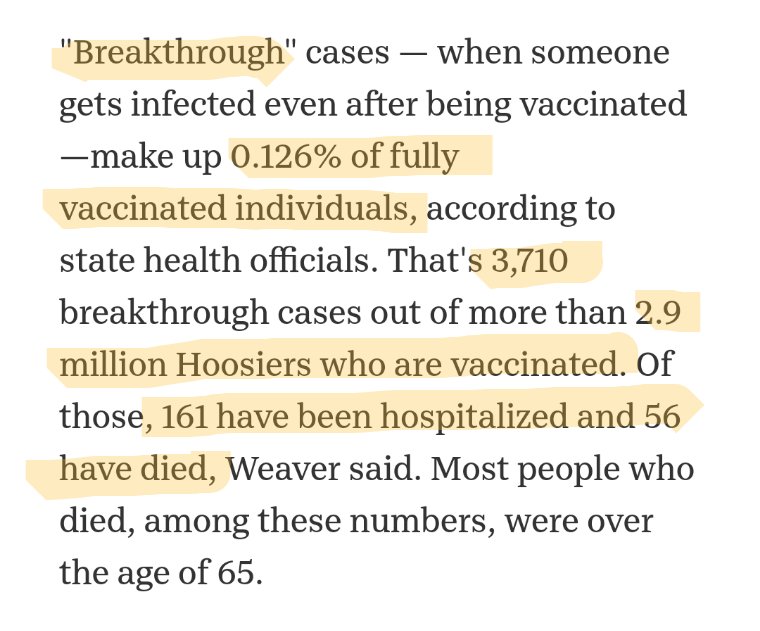 "Breakthrough" cases — when someone
gets infected even after being vaccinated
—make up 0.126% of fully
vaccinated individuals, according to
state health officials. That's 3,710
breakthrough cases out of more than 2.9
million Hoosiers who are vaccinated. Of
those, 161 have been hospitalized and 56
have died, Weaver said. Most people who
died, among these numbers, were over
the age of 65.